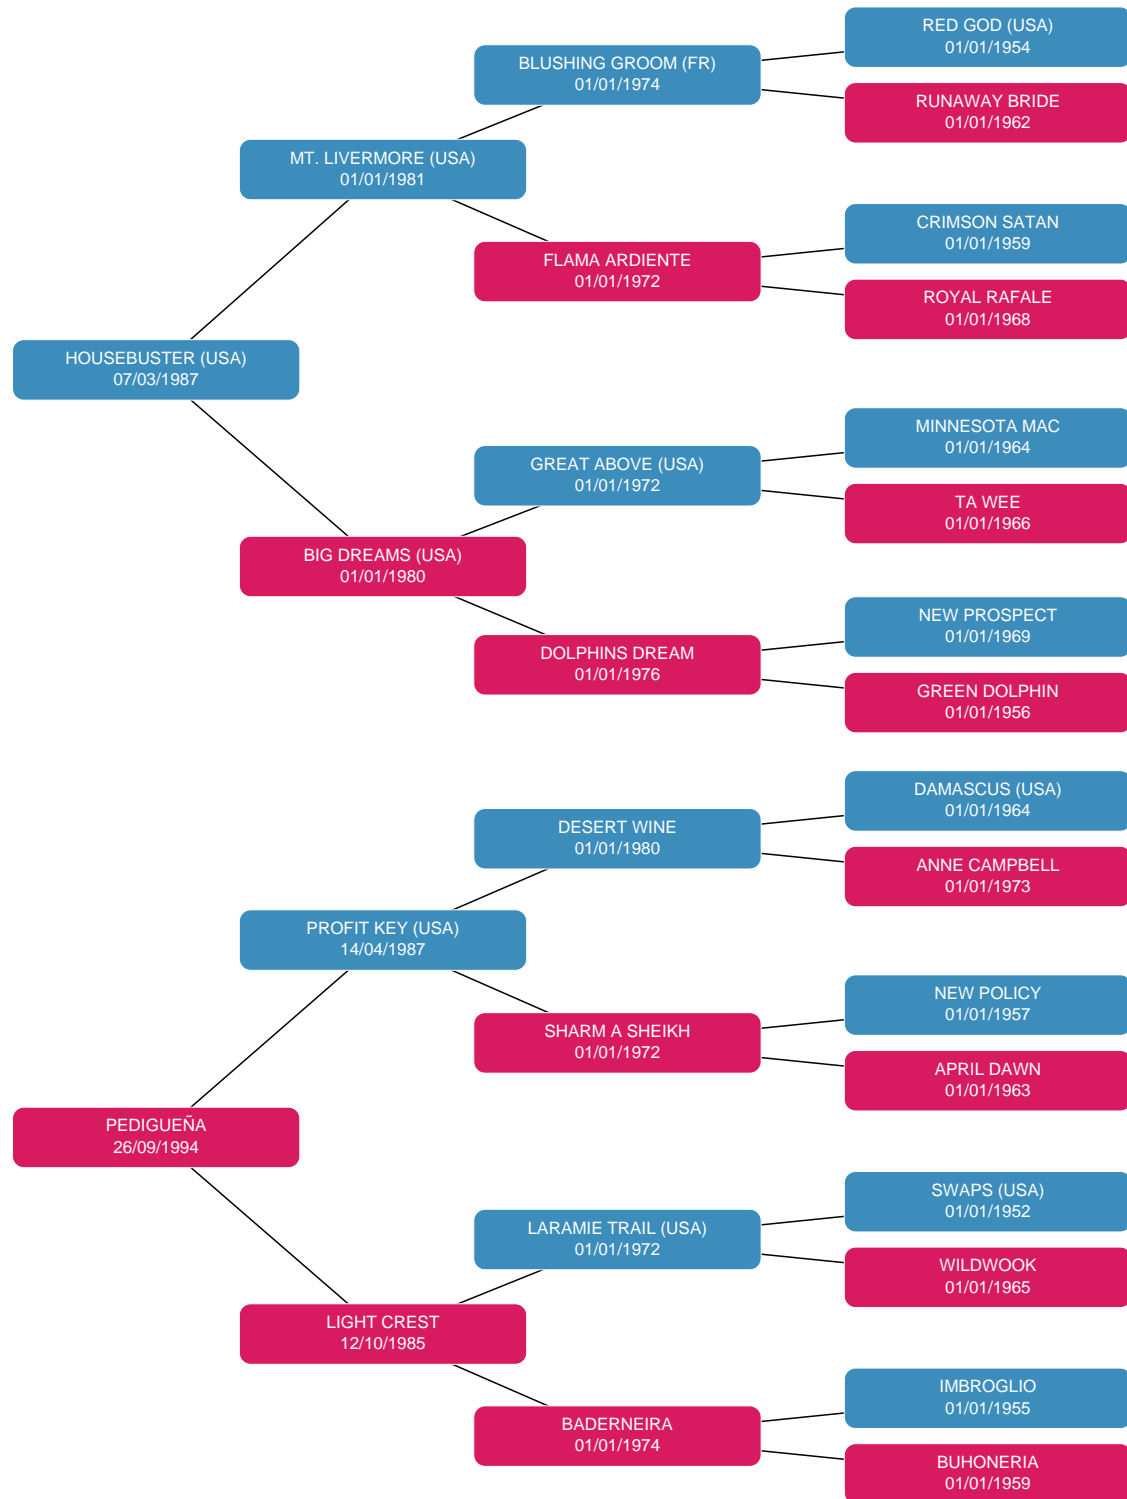 RED GOD (USA)
01/01/1954
BLUSHING GROOM (FR)
01/01/1974
RUNAWAY BRIDE
01/01/1962
MT. LIVERMORE (USA)
01/01/1981
CRIMSON SATAN
01/01/1959
FLAMA ARDIENTE
01/01/1972
ROYAL RAFALE
01/01/1968
HOUSEBUSTER (USA)
07/03/1987
MINNESOTA MAC
01/01/1964
GREAT ABOVE (USA)
01/01/1972
TA WEE
01/01/1966
BIG DREAMS (USA)
01/01/1980
NEW PROSPECT
01/01/1969
DOLPHINS DREAM
01/01/1976
GREEN DOLPHIN
01/01/1956
DAMASCUS (USA)
01/01/1964
DESERT WINE
01/01/1980
ANNE CAMPBELL
01/01/1973
PROFIT KEY (USA)
14/04/1987
NEW POLICY
01/01/1957
SHARM A SHEIKH
01/01/1972
APRIL DAWN
01/01/1963
PEDIGUEÑA
26/09/1994
SWAPS (USA)
01/01/1952
LARAMIE TRAIL (USA)
01/01/1972
WILDWOOK
01/01/1965
LIGHT CREST
12/10/1985
IMBROGLIO
01/01/1955
BADERNEIRA
01/01/1974
BUHONERIA
01/01/1959